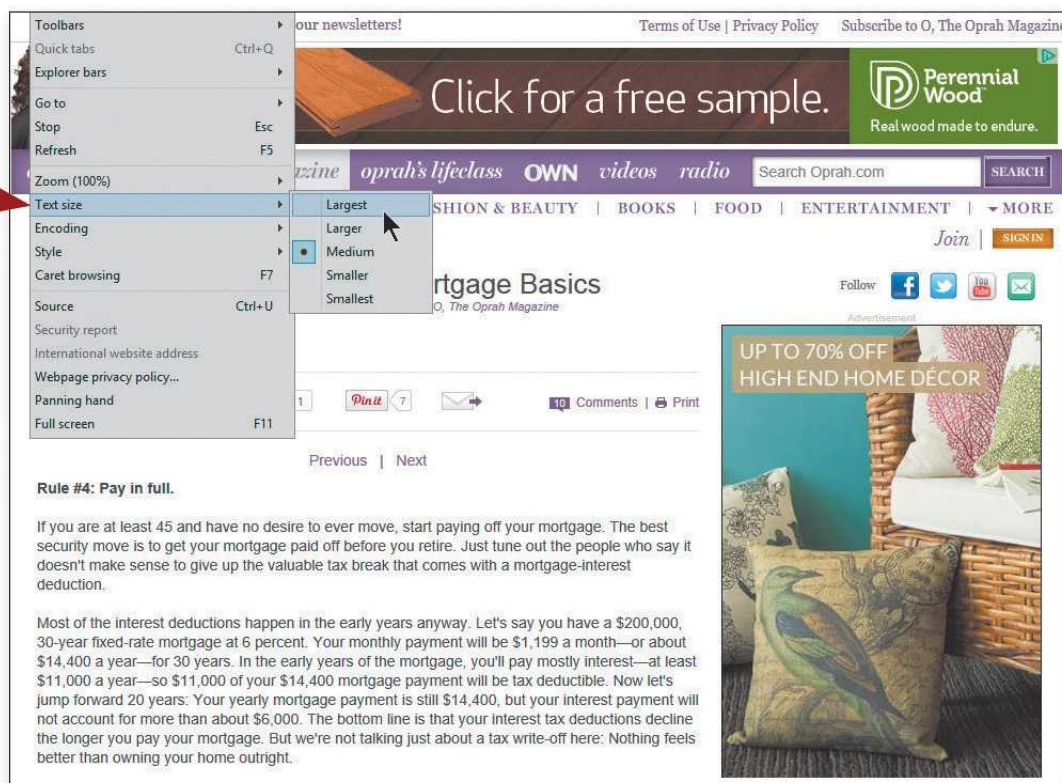 our newsletters!
Terms of Use | Privacy Policy
Subscribe to O, The Oprah Magazine
Toolbars
Quick tabs Ctrl+Q
Explorer bars
Go to
Stop Esc
Refresh F5
Zoom (100%)
Text size
Encoding
Style
Caret browsing F7
Source Ctrl+U
Security report
International website address
Webpage privacy policy...
Panning hand
Full screen F11
Largest
Larger
Medium
Smaller
Smallest
Click for a free sample.
Perennial
Wood
Real wood made to endure.
oprah's lifeclass OWN videos radio
Search Oprah.com
SEARCH
BEAUTY | BOOKS | FOOD | ENTERTAINMENT | MORE
Join | SIGN IN
Basics
O, The Oprah Magazine
Follow
You
Tube
Advertisement
1
Pin it 7
10 Comments | Print
Previous | Next
Rule #4: Pay in full.
If you are at least 45 and have no desire to ever move, start paying off your mortgage. The best
security move is to get your mortgage paid off before you retire. Just tune out the people who say it
doesn't make sense to give up the valuable tax break that comes with a mortgage-interest
deduction.
Most of the interest deductions happen in the early years anyway. Let's say you have a $200,000,
30-year fixed-rate mortgage at 6 percent. Your monthly payment will be $1,199 a month—or about
$14,400 a year—for 30 years. In the early years of the mortgage, you'll pay mostly interest—at least
$11,000 a year—so $11,000 of your $14,400 mortgage payment will be tax deductible. Now let's
jump forward 20 years: Your yearly mortgage payment is still $14,400, but your interest payment will
not account for more than about $6,000. The bottom line is that your interest tax deductions decline
the longer you pay your mortgage. But we're not talking just about a tax write-off here: Nothing feels
better than owning your home outright.
UP TO 70% OFF
HIGH END HOME DÉCOR